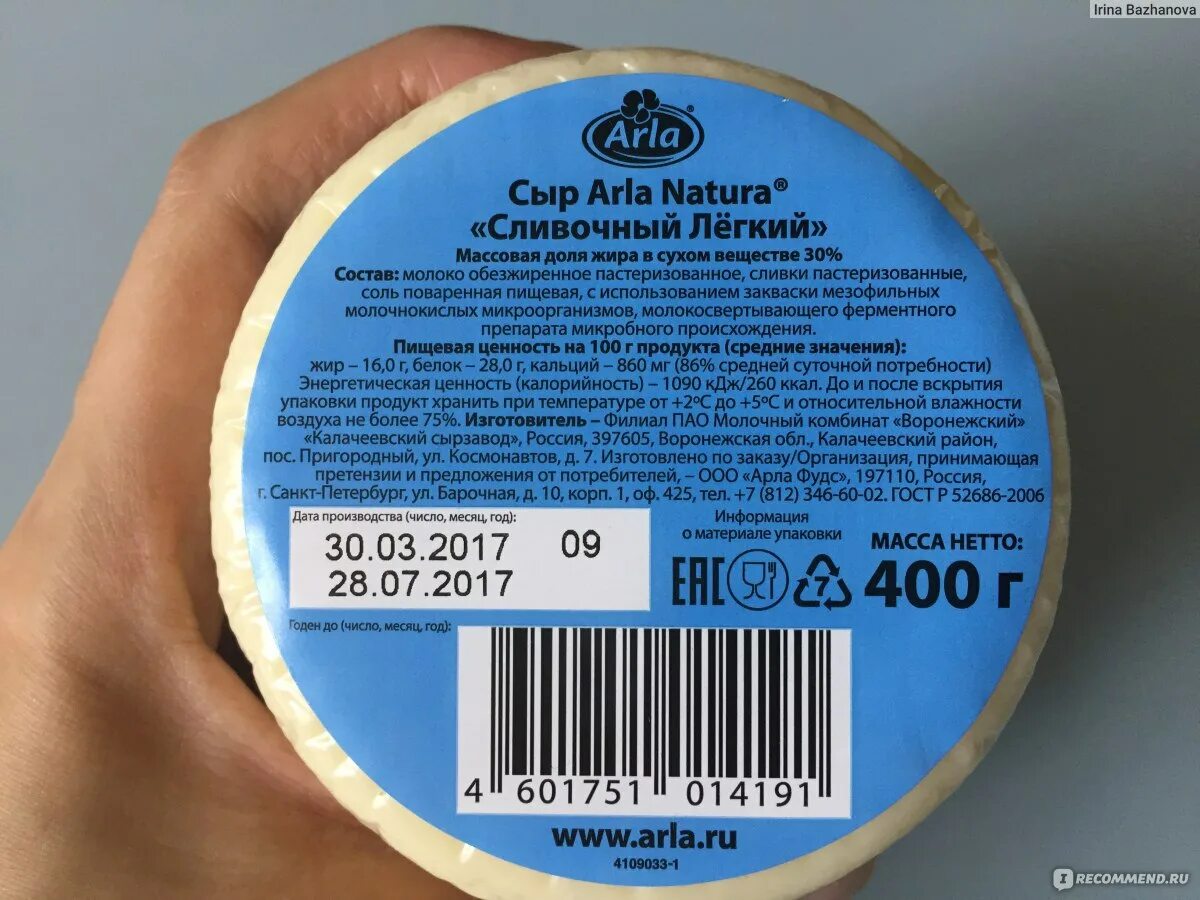 Irina Bazhanova
Arla®
Сыр Arla Natura®
«Сливочный Лёгкий»
Массовая доля жира в сухом веществе 30%
Состав: молоко обезжиренное пастеризованное, сливки пастеризованные,
соль поваренная пищевая, с использованием закваски мезофильных
молочнокислых микроорганизмов, молокосвертывающего ферментного
препарата микробного происхождения.
Пищевая ценность на 100 г продукта (средние значения):
жир – 16,0 г, белок – 28,0 г, кальций – 860 мг (86% средней суточной потребности)
Энергетическая ценность (калорийность) – 1090 кДж/260 ккал. До и после вскрытия
упаковки продукт хранить при температуре от +2°С до +5°С и относительной влажности
воздуха не более 75%. Изготовитель – Филиал ПАО Молочный комбинат «Воронежский»
«Калачеевский сырзавод», Россия, 397605, Воронежская обл., Калачеевский район,
пос. Пригородный, ул. Космонавтов, д. 7. Изготовлено по заказу/Организация, принимающая
претензии и предложения от потребителей, – ООО «Арла Фудс», 197110, Россия,
г. Санкт-Петербург, ул. Барочная, д. 10, корп. 1, оф. 425, тел. +7 (812) 346-60-02. ГОСТ Р 52686-2006
Дата производства (число, месяц, год):
30.03.2017 09
28.07.2017
Годен до (число, месяц, год):
Информация
о материале упаковки
EAC 7
МАССА НЕТТО:
400 г
4 601751 014191
www.arla.ru
4109033-1
IRECOMMEND.RU